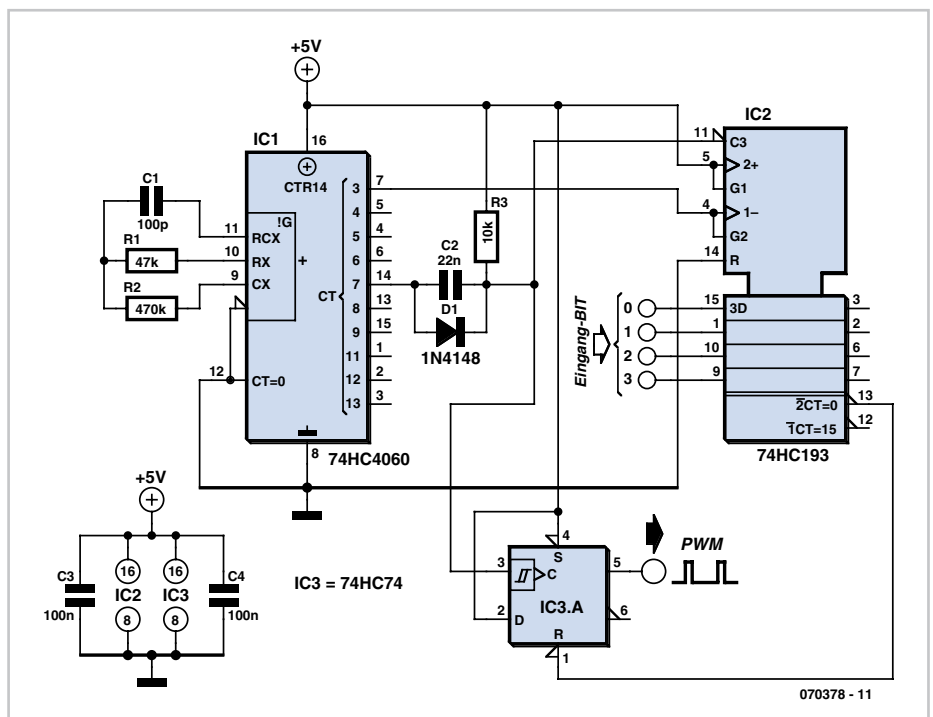 +5V
IC1
16
CTR14
C1
100p
R1
47k
R2
470k
11
10
9
12
!G
RCX
RX
CX
+
CT=0
CT
3
4
5
6
7
8
9
11
12
13
7
5
4
6
14
13
15
1
2
3
8
74HC4060
R3
10k
C2
22n
D1
1N4148
IC2
11
5
4
14
C3
2+
G1
1–
G2
R
Eingang-BIT
0
1
2
3
15
1
10
9
3D
3
2
6
7
13
12
2CT=0
1CT=15
74HC193
+5V
C3
100n
16
IC2
8
16
IC3
8
C4
100n
IC3 = 74HC74
4
S
3
C
2
D
IC3.A
R
1
5
6
PWM
070378 - 11